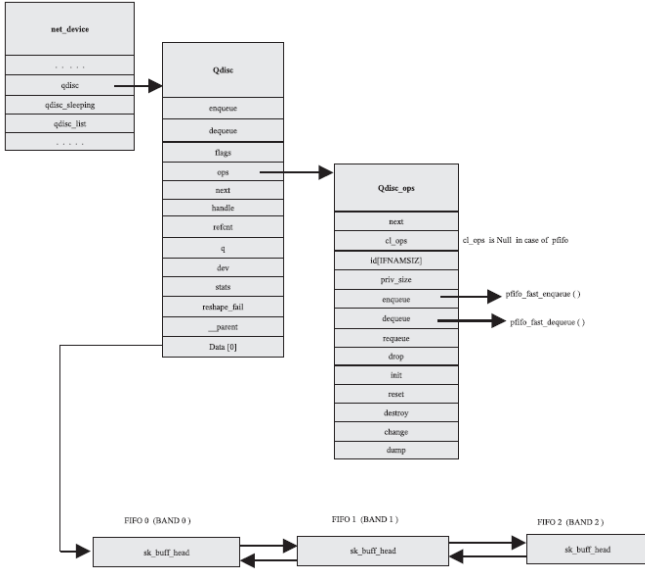 net_device
. . . . .
qdisc
qdisc_sleeping
qdisc_list
. . . . .
Qdisc
enqueue
dequeue
flags
ops
next
handle
refcnt
q
dev
stats
reshape_fail
__parent
Data [0]
Qdisc_ops
next
cl_ops
cl_ops is Null in case of pfifo
id[IFNAMSIZ]
priv_size
enqueue
pfifo_fast_enqueue ( )
dequeue
pfifo_fast_dequeue ( )
requeue
drop
init
reset
destroy
change
dump
FIFO 0 (BAND 0 )
FIFO 1 (BAND 1 )
FIFO 2 (BAND 2 )
sk_buff_head
sk_buff_head
sk_buff_head